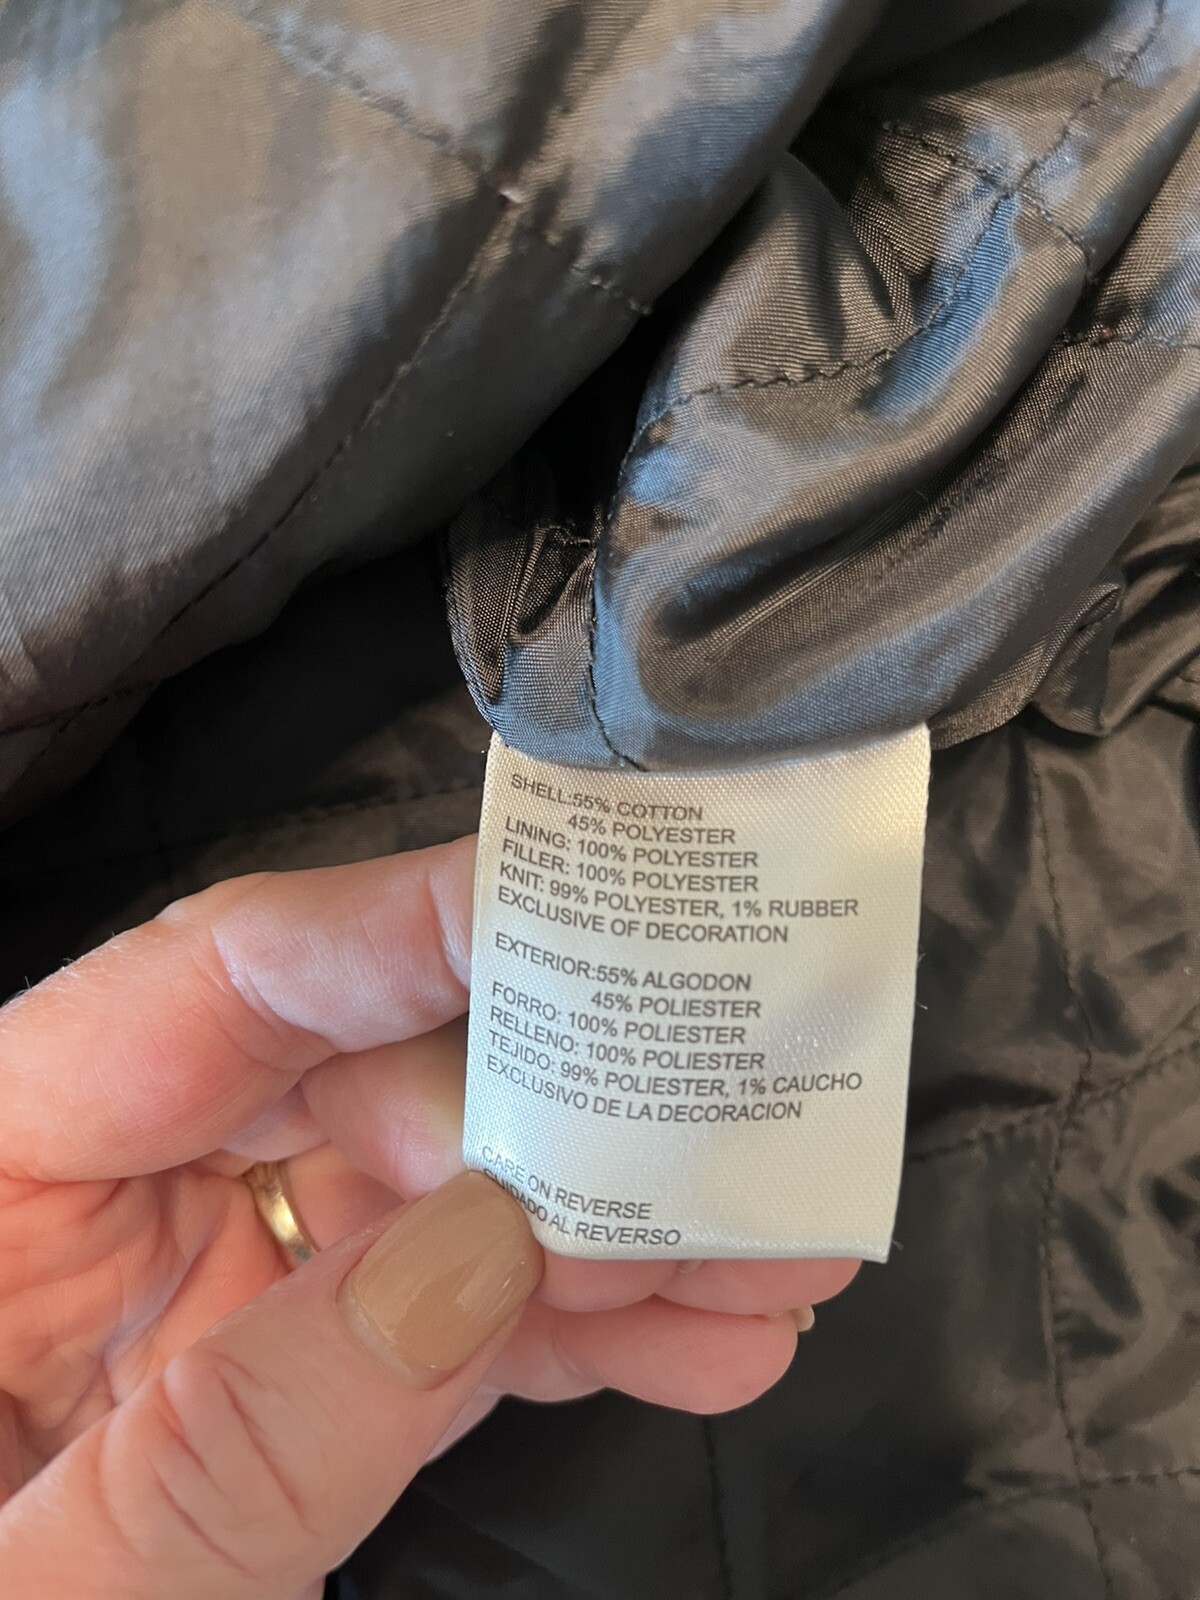 SHELL:55% COTTON
45% POLYESTER
LINING: 100% POLYESTER
FILLER: 100% POLYESTER
KNIT: 99% POLYESTER, 1% RUBBER
EXCLUSIVE OF DECORATION
EXTERIOR:55% ALGODON
45% POLIESTER
FORRO: 100% POLIESTER
RELLENO: 100% POLIESTER
TEJIDO: 99% POLIESTER, 1% CAUCHO
EXCLUSIVO DE LA DECORACION
CARE ON REVERSE
CUIDADO AL REVERSO